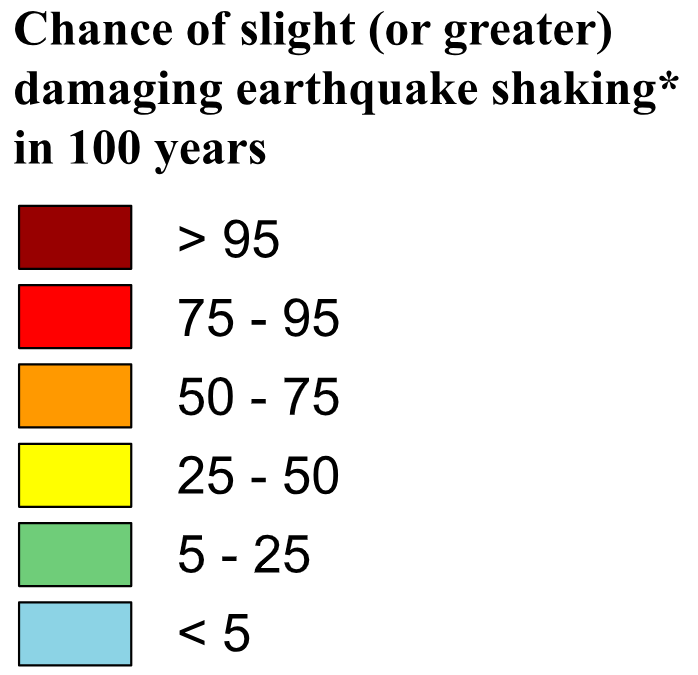 Chance of slight (or greater)
damaging earthquake shaking*
in 100 years
> 95
75 - 95
50 - 75
25 - 50
5 - 25
< 5